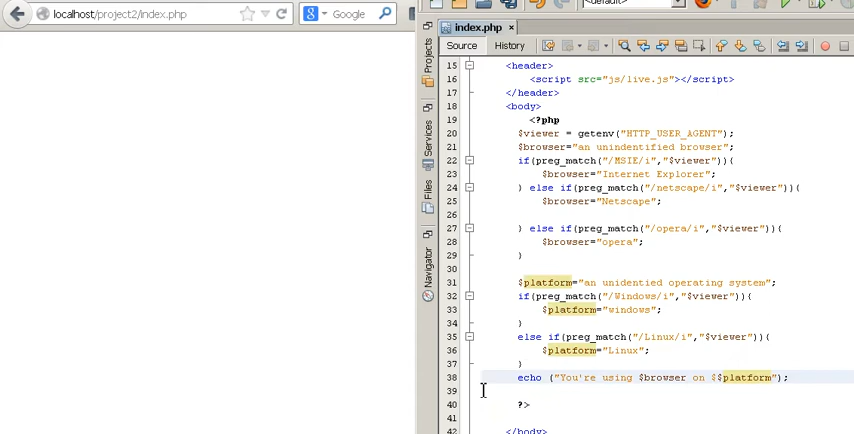 localhost/project2/index.php
Google
<default>
index.php
Source History
Projects
Services
Files
Navigator
15 <header>
16 <script src="js/live.js"></script>
17 </header>
18 <body>
19 <?php
20 $viewer = getenv("HTTP_USER_AGENT");
21 $browser="an unindentified browser";
22 if(preg_match("/MSIE/i","$viewer")){
23 $browser="Internet Explorer";
24 } else if(preg_match("/netscape/i","$viewer")){
25 $browser="Netscape";
26
27 } else if(preg_match("/opera/i","$viewer")){
28 $browser="opera";
29 }
30
31 $platform="an unidentied operating system";
32 if(preg_match("/Windows/i","$viewer")){
33 $platform="windows";
34 }
35 else if(preg_match("/Linux/i","$viewer")){
36 $platform="Linux";
37 }
38 echo ("You're using $browser on $$platform");
39
40 ?>
41
42 </body>